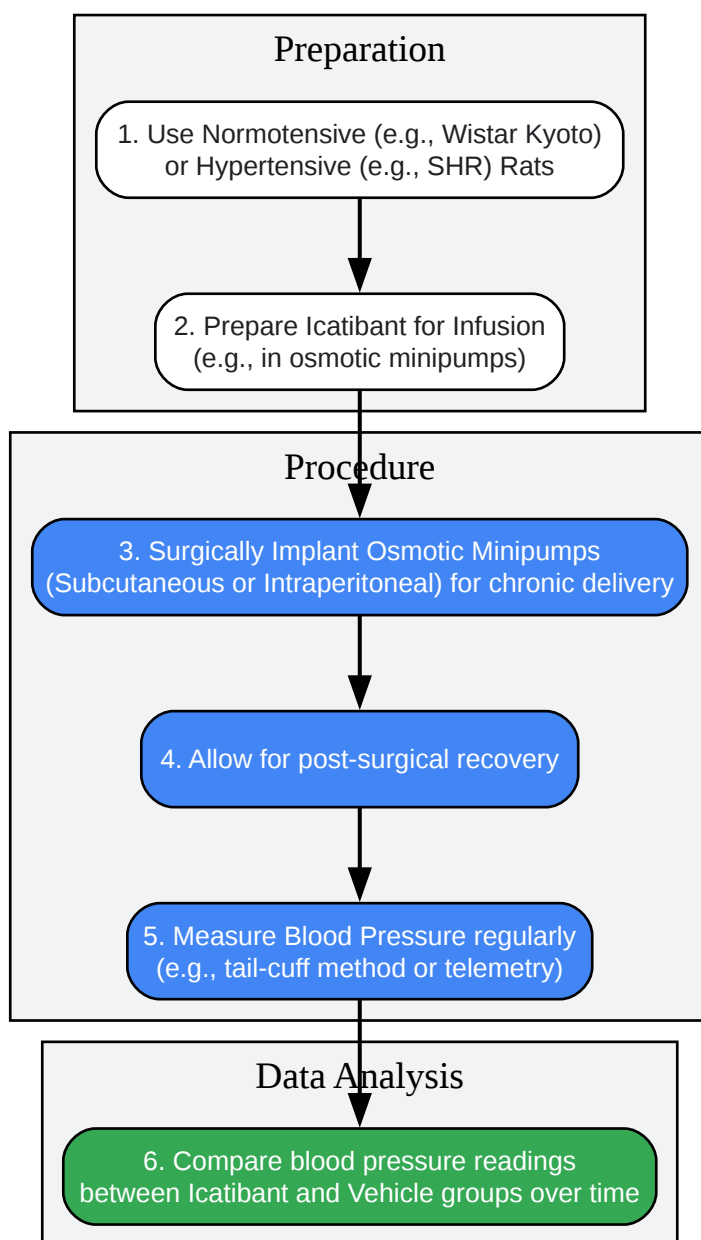 Preparation
1. Use Normotensive (e.g., Wistar Kyoto)
or Hypertensive (e.g., SHR) Rats
2. Prepare Icatibant for Infusion
(e.g., in osmotic minipumps)
Procedure
3. Surgically Implant Osmotic Minipumps
(Subcutaneous or Intraperitoneal) for chronic delivery
4. Allow for post-surgical recovery
5. Measure Blood Pressure regularly
(e.g., tail-cuff method or telemetry)
Data Analysis
6. Compare blood pressure readings
between Icatibant and Vehicle groups over time